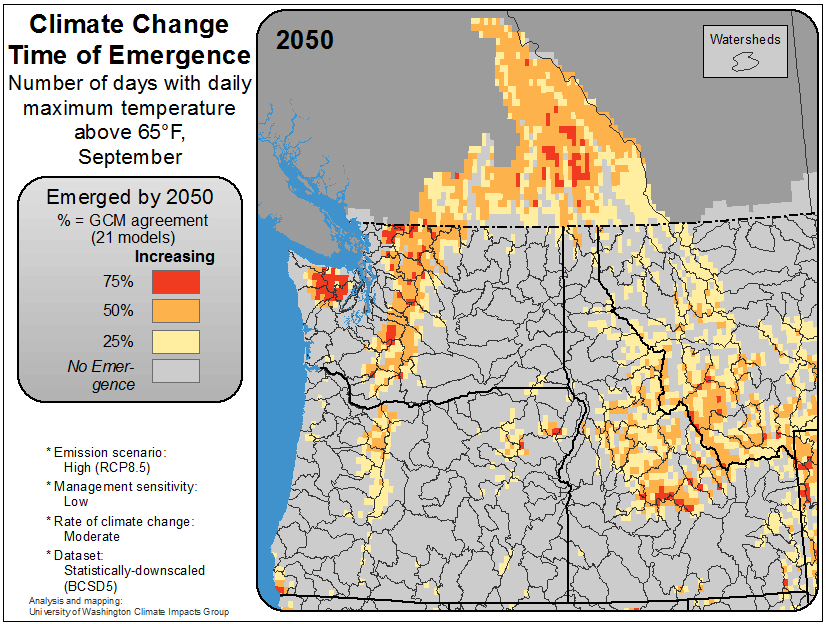 Climate Change
Time of Emergence
Number of days with daily
maximum temperature
above 65°F,
September
2050
Watersheds
Emerged by 2050
% = GCM agreement
(21 models)
Increasing
75%
50%
25%
No Emer-
gence
* Emission scenario:
High (RCP8.5)
* Management sensitivity:
Low
* Rate of climate change:
Moderate
* Dataset:
Statistically-downscaled
(BCSD5)
Analysis and mapping:
University of Washington Climate Impacts Group